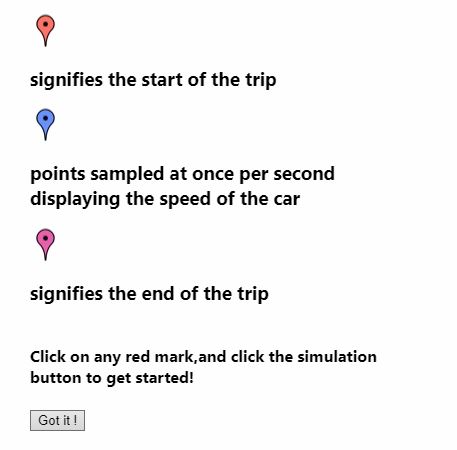 signifies the start of the trip
points sampled at once per second
displaying the speed of the car
signifies the end of the trip
Click on any red mark,and click the simulation
button to get started!
Got it !